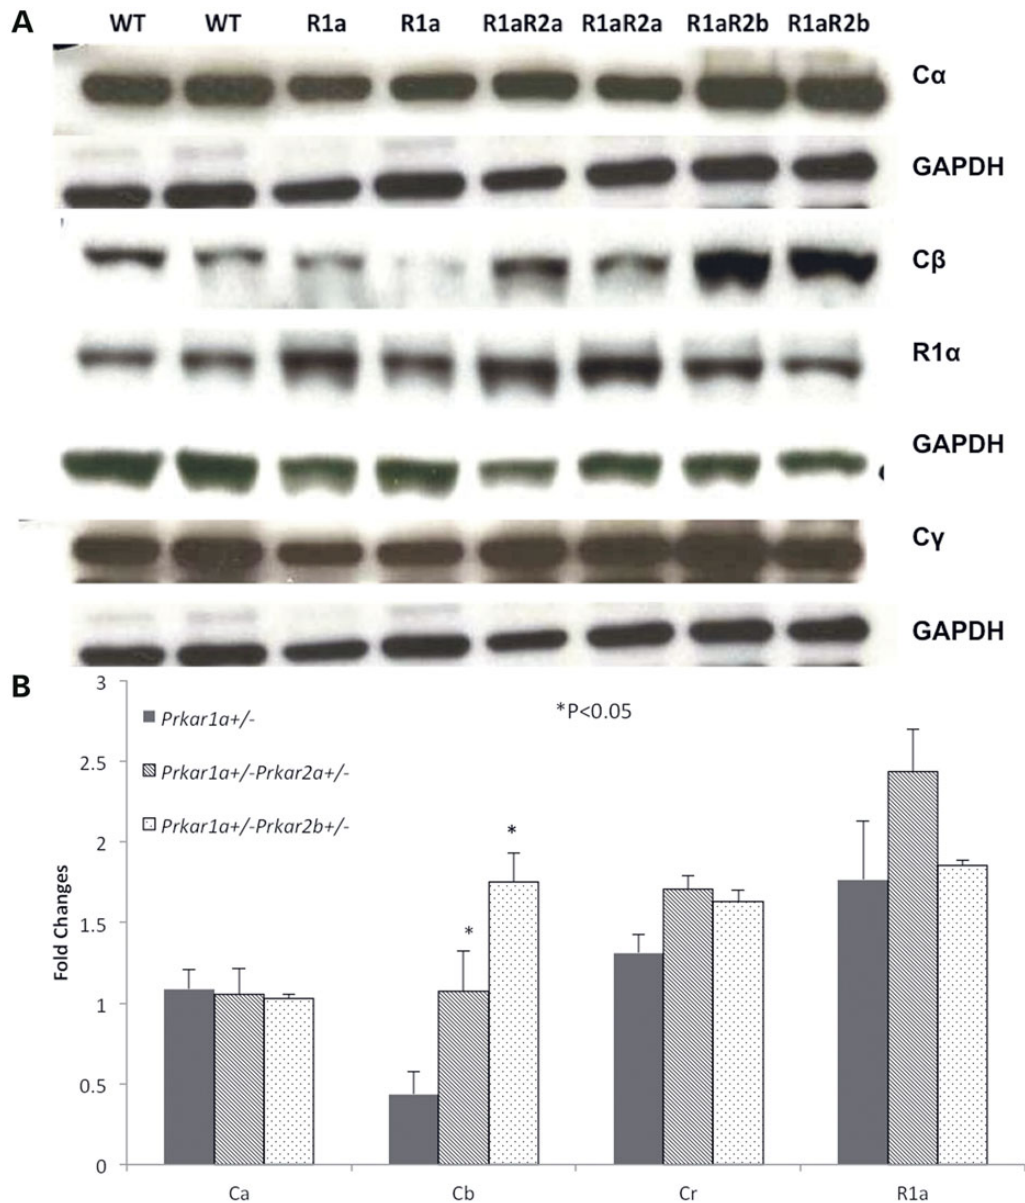 A
WT WT R1a R1a R1aR2a R1aR2a R1aR2b R1aR2b
Cα
GAPDH
Cβ
R1α
GAPDH
Cγ
GAPDH
B
3
2.5
2
1.5
1
0.5
0
Fold Changes
Prkar1a+/-
Prkar1a+/-Prkar2a+/-
Prkar1a+/-Prkar2b+/-
*P<0.05
*
*
Ca Cb Cr R1a